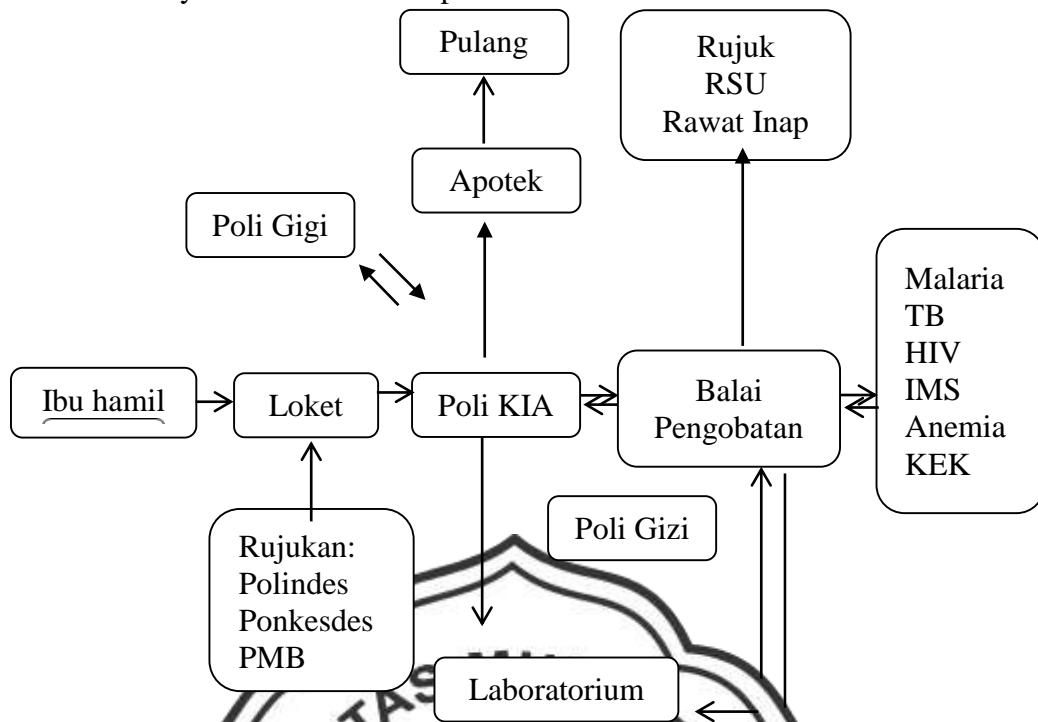 Pulang
Rujuk
RSU
Rawat Inap
Apotek
Poli Gigi
Malaria
TB
HIV
IMS
Anemia
KEK
Ibu hamil
Loket
Poli KIA
Balai
Pengobatan
Poli Gizi
Rujukan:
Polindes
Ponkesdes
PMB
Laboratorium